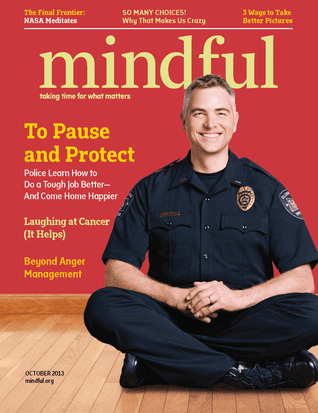 The Final Frontier:
NASA Meditates
SO MANY CHOICES!
Why That Makes Us Crazy
3 Ways to Take
Better Pictures
mindful
taking time for what matters
To Pause
and Protect
Police Learn How to
Do a Tough Job Better—
And Come Home Happier
Laughing at Cancer
(It Helps)
Beyond Anger
Management
OCTOBER 2013
mindful.org